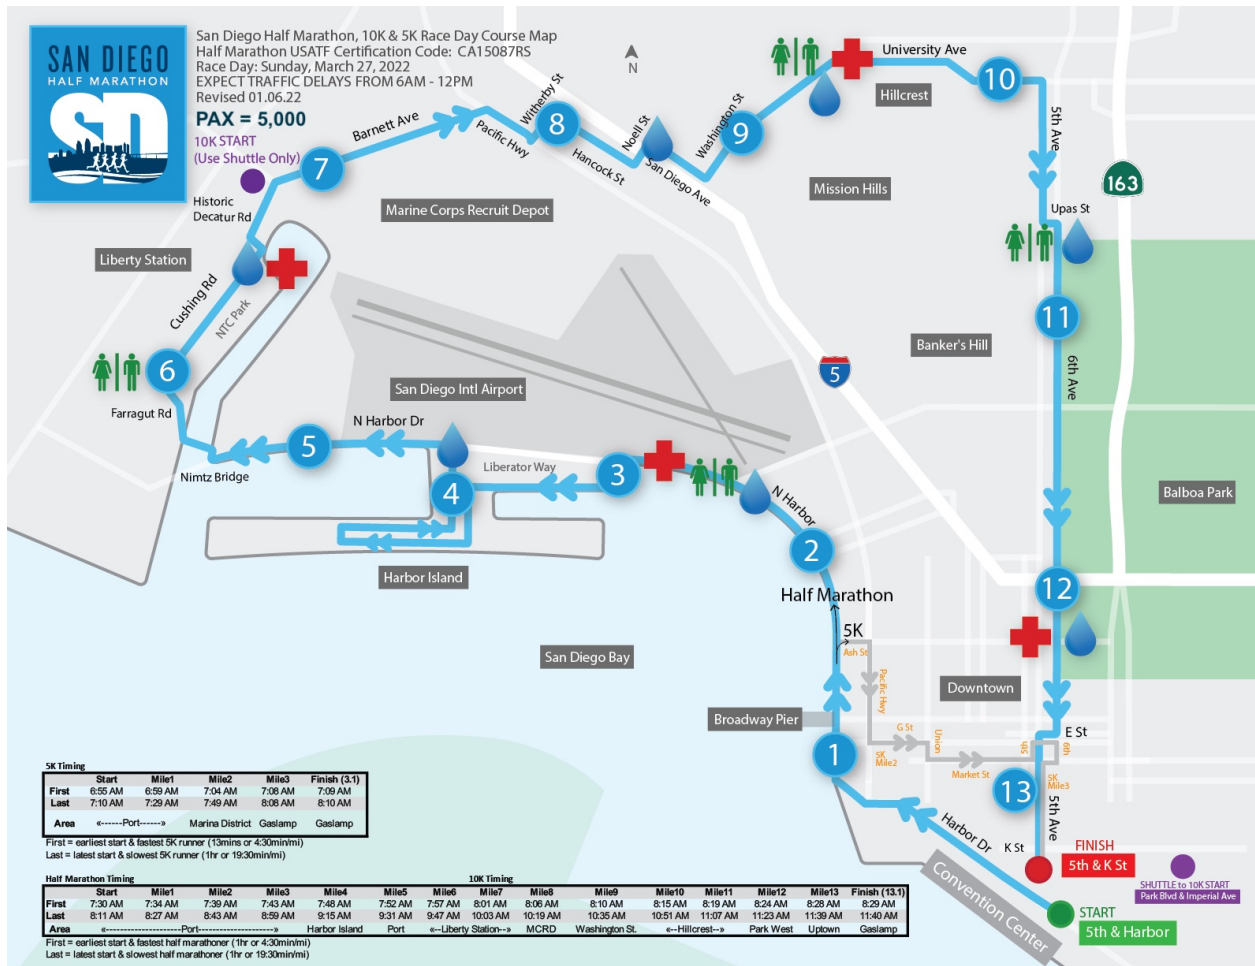 SAN DIEGO
HALF MARATHON
SD
San Diego Half Marathon, 10K & 5K Race Day Course Map
Half Marathon USATF Certification Code: CA15087RS
Race Day: Sunday, March 27, 2022
EXPECT TRAFFIC DELAYS FROM 6AM - 12PM
Revised 01.06.22
PAX = 5,000
10K START
(Use Shuttle Only)
N
University Ave
Hillcrest
10
5th Ave
163
Witherby St
8
Barnett Ave
Pacific Hwy
Hancock St
Noell St
San Diego Ave
Washington St
9
7
Mission Hills
Marine Corps Recruit Depot
Historic
Decatur Rd
Upas St
Liberty Station
Cushing Rd
NTC Park
11
6th Ave
Banker's Hill
5
6
San Diego Intl Airport
Farragut Rd
N Harbor Dr
5
Nimtz Bridge
Liberator Way
4
3
N Harbor
2
Balboa Park
Harbor Island
12
Half Marathon
5K
Ash St
Pacific Hwy
San Diego Bay
Downtown
Broadway Pier
G St
Union
5th
6th
E St
5K
Mile2
Market St
5K
Mile3
1
13
5th Ave
Harbor Dr
K St
FINISH
5th & K St
Convention Center
SHUTTLE to 10K START
Park Blvd & Imperial Ave
START
5th & Harbor
5K Timing
Start Mile1 Mile2 Mile3 Finish (3.1)
First 6:55 AM 6:59 AM 7:04 AM 7:08 AM 7:09 AM
Last 7:10 AM 7:29 AM 7:49 AM 8:08 AM 8:10 AM
Area «------Port------» Marina District Gaslamp Gaslamp
First = earliest start & fastest 5K runner (13mins or 4:30min/mi)
Last = latest start & slowest 5K runner (1hr or 19:30min/mi)
Half Marathon Timing 10K Timing
Start Mile1 Mile2 Mile3 Mile4 Mile5 Mile6 Mile7 Mile8 Mile9 Mile10 Mile11 Mile12 Mile13 Finish (13.1)
First 7:30 AM 7:34 AM 7:39 AM 7:43 AM 7:48 AM 7:52 AM 7:57 AM 8:01 AM 8:06 AM 8:10 AM 8:15 AM 8:19 AM 8:24 AM 8:28 AM 8:29 AM
Last 8:11 AM 8:27 AM 8:43 AM 8:59 AM 9:15 AM 9:31 AM 9:47 AM 10:03 AM 10:19 AM 10:35 AM 10:51 AM 11:07 AM 11:23 AM 11:39 AM 11:40 AM
Area «--------------------Port--------------------» Harbor Island Port «--Liberty Station--» MCRD Washington St. «--Hillcrest--» Park West Uptown Gaslamp
First = earliest start & fastest half marathoner (1hr or 4:30min/mi)
Last = latest start & slowest half marathoner (1hr or 19:30min/mi)